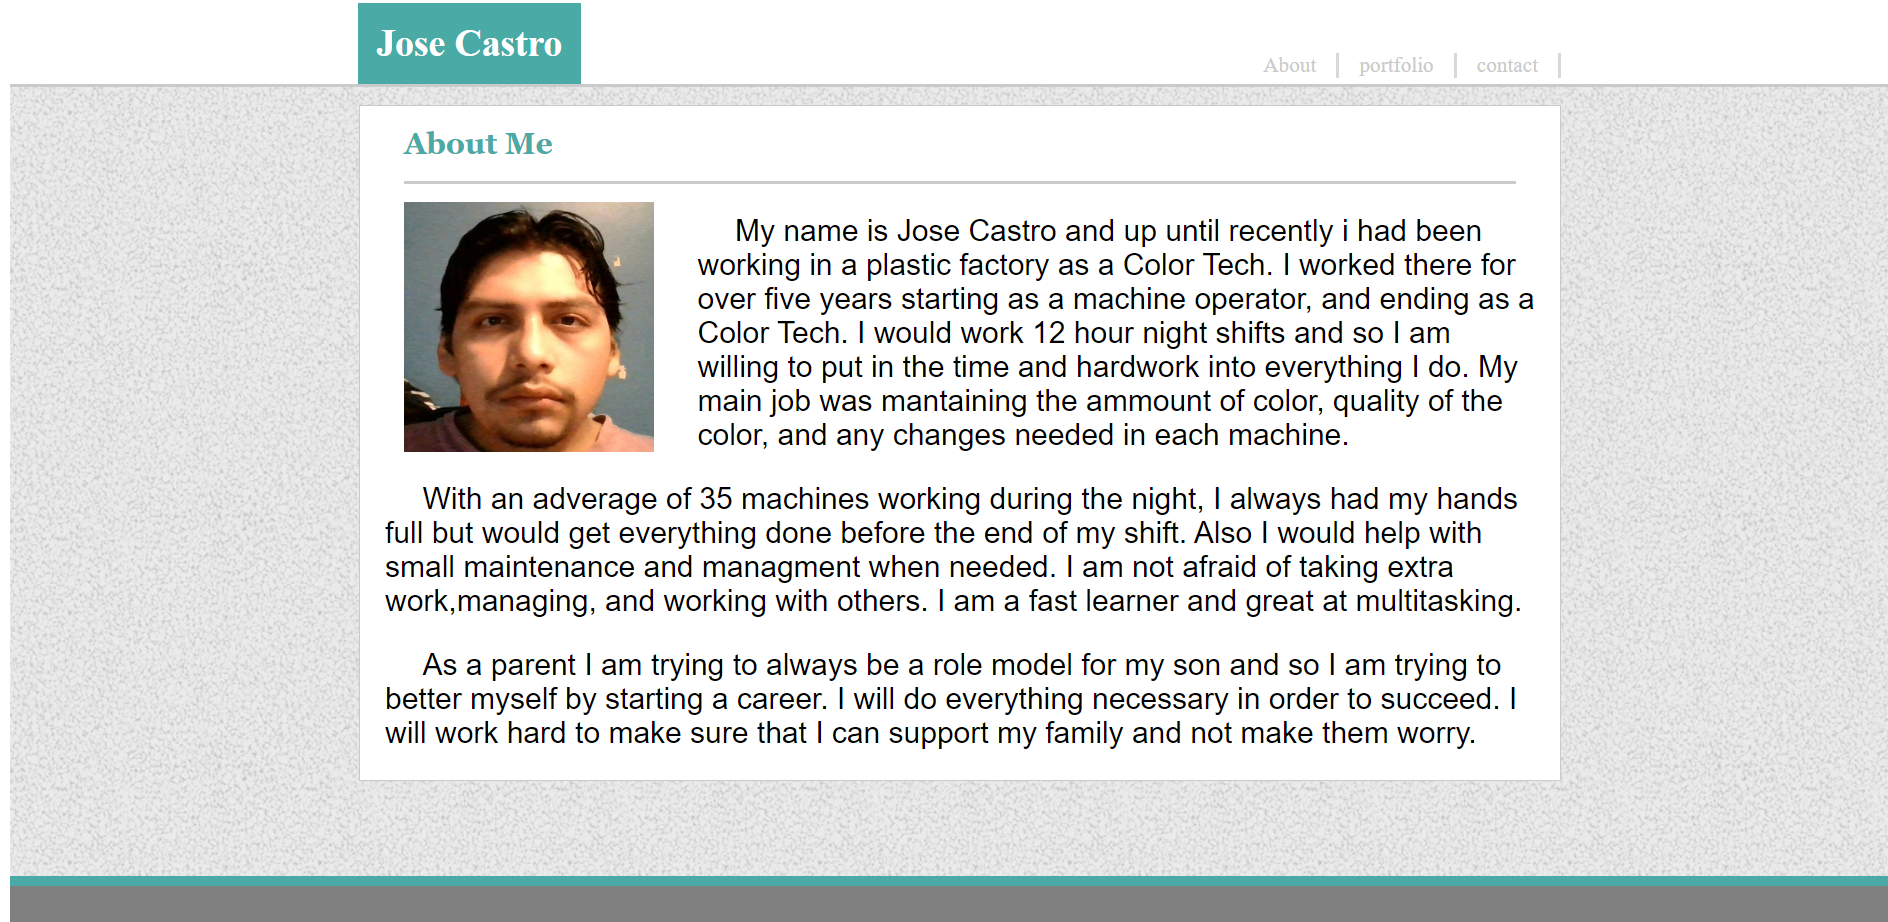 Jose Castro
About
portfolio
contact
About Me
My name is Jose Castro and up until recently i had been
working in a plastic factory as a Color Tech. I worked there for
over five years starting as a machine operator, and ending as a
Color Tech. I would work 12 hour night shifts and so I am
willing to put in the time and hardwork into everything I do. My
main job was mantaining the ammount of color, quality of the
color, and any changes needed in each machine.
With an adverage of 35 machines working during the night, I always had my hands
full but would get everything done before the end of my shift. Also I would help with
small maintenance and managment when needed. I am not afraid of taking extra
work,managing, and working with others. I am a fast learner and great at multitasking.
As a parent I am trying to always be a role model for my son and so I am trying to
better myself by starting a career. I will do everything necessary in order to succeed. I
will work hard to make sure that I can support my family and not make them worry.